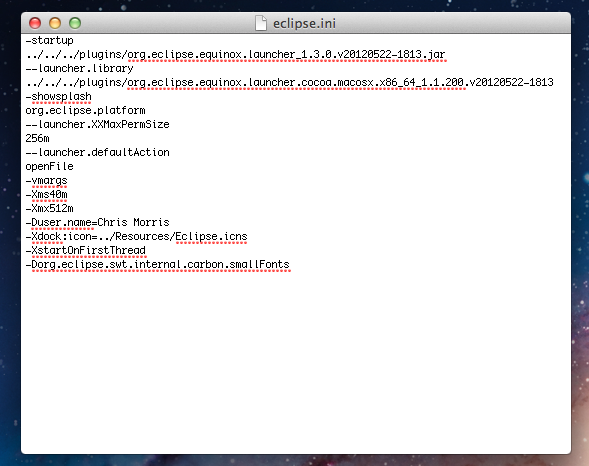 eclipse.ini
-startup
../../../plugins/org.eclipse.equinox.launcher_1.3.0.v20120522-1813.jar
--launcher.library
../../../plugins/org.eclipse.equinox.launcher.cocoa.macosx.x86_64_1.1.200.v20120522-1813
-showsplash
org.eclipse.platform
--launcher.XXMaxPermSize
256m
--launcher.defaultAction
openFile
-vmargs
-Xms40m
-Xmx512m
-Duser.name=Chris Morris
-Xdock:icon=../Resources/Eclipse.icns
-XstartOnFirstThread
-Dorg.eclipse.swt.internal.carbon.smallFonts